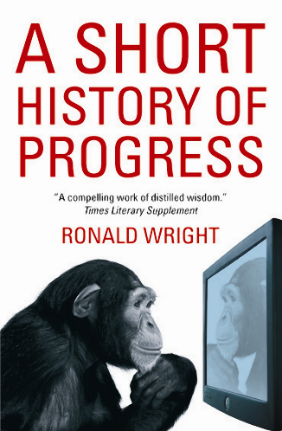 A SHORT
HISTORY OF
PROGRESS
"A compelling work of distilled wisdom."
Times Literary Supplement
RONALD WRIGHT